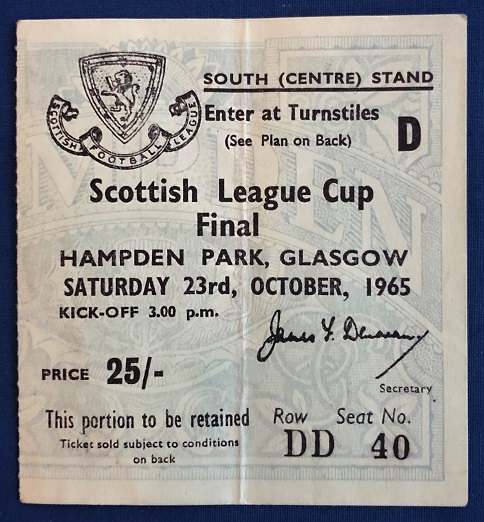 SCOTTISH FOOTBALL LEAGUE
SOUTH (CENTRE) STAND
Enter at Turnstiles
(See Plan on Back)
D
Scottish League Cup
Final
HAMPDEN PARK, GLASGOW
SATURDAY 23rd, OCTOBER, 1965
KICK-OFF 3.00 p.m.
PRICE 25/-
Secretary
This portion to be retained
Ticket sold subject to conditions
on back
Row Seat No.
DD 40